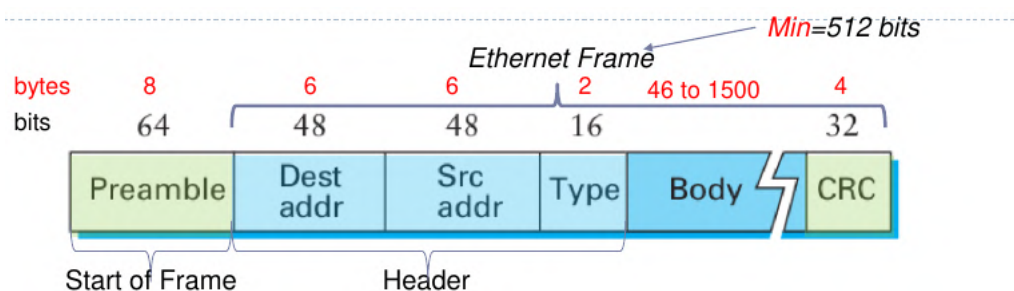 Min=512 bits
Ethernet Frame
bytes 8 6 6 2 46 to 1500 4
bits 64 48 48 16 32
Preamble Dest addr Src addr Type Body CRC
Start of Frame Header